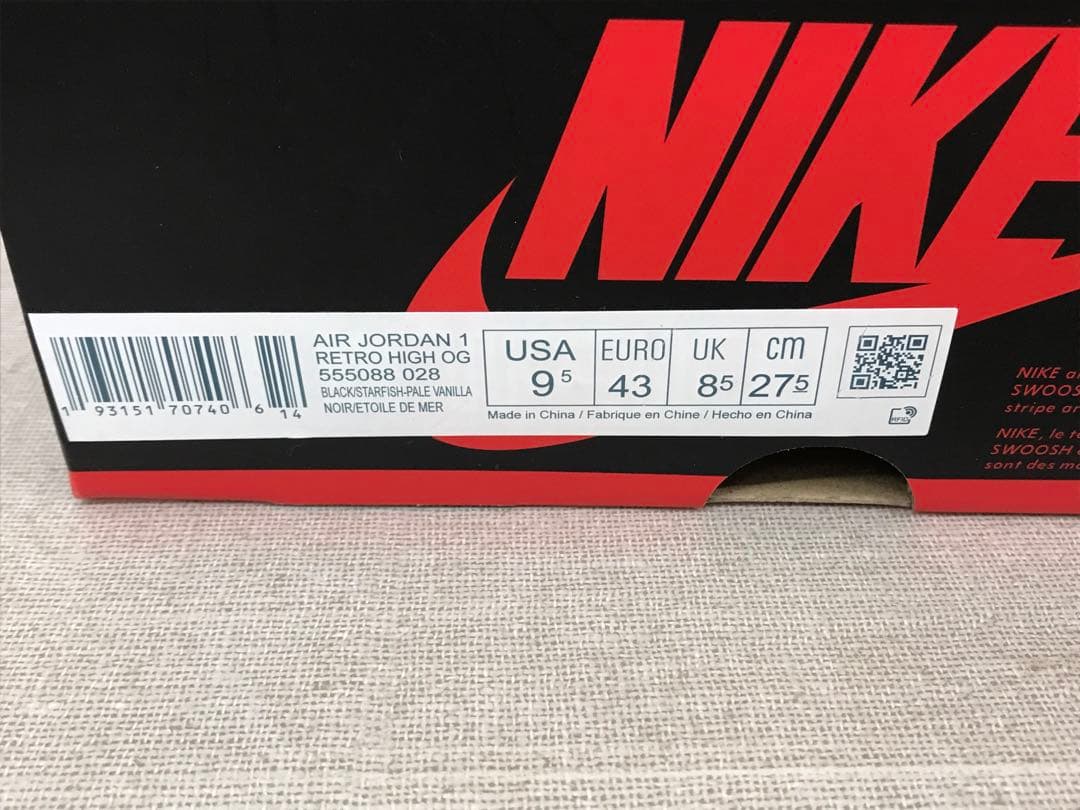 NIKE
AIR JORDAN 1
RETRO HIGH OG
555088 028
BLACK/STARFISH-PALE VANILLA
NOIR/ETOILE DE MER
1 93151 70740 6 14
USA
9 5
EURO
43
UK
8 5
cm
27 5
Made in China / Fabrique en Chine / Hecho en China
RFID
NIKE
SWOOS
stripe
NIKE, le
SWOOSH
sont des